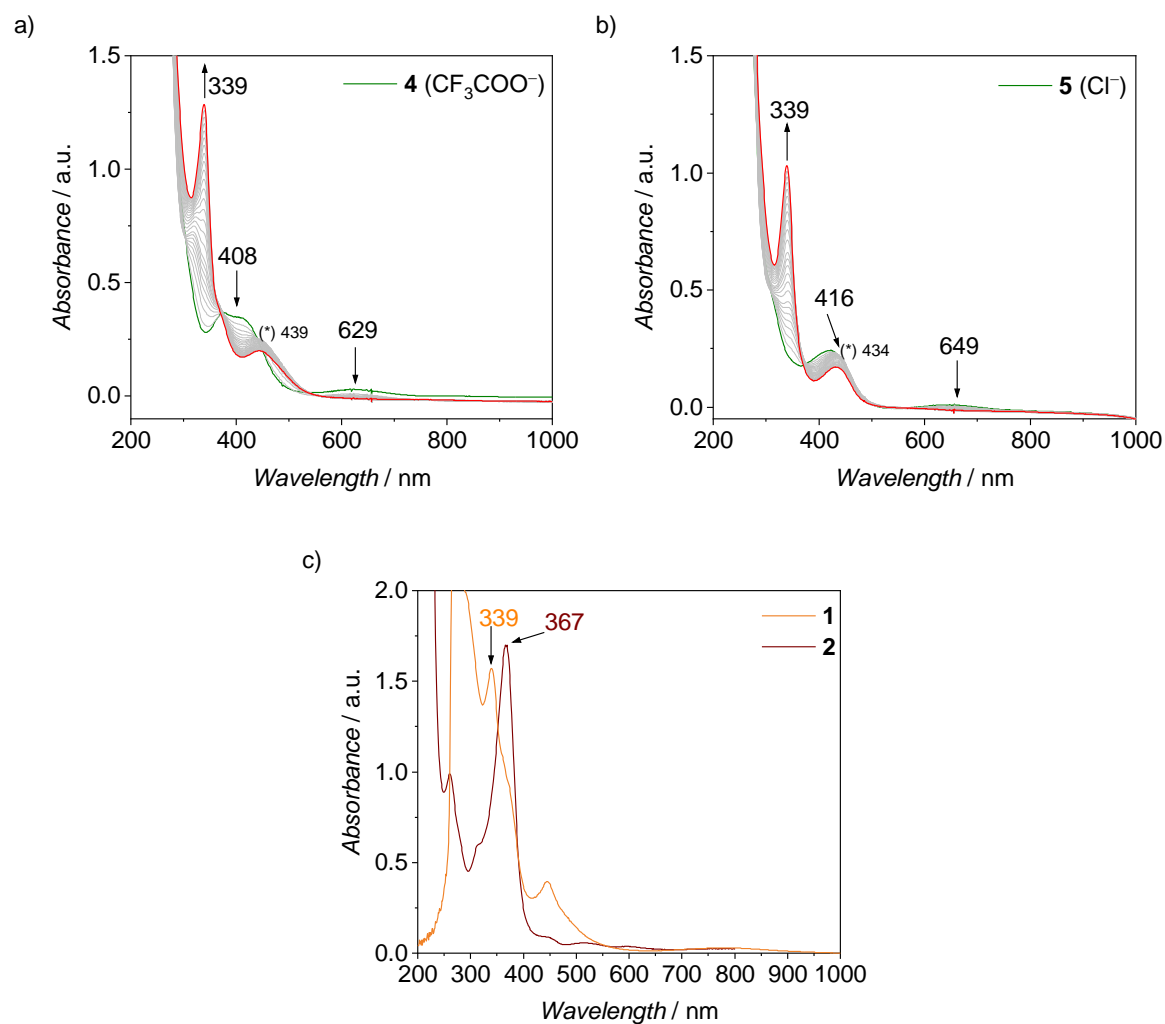 a)
1.5
1.0
0.5
0.0
Absorbance / a.u.
339
408
(*) 439
629
4 (CF₃COO⁻)
200 400 600 800 1000
Wavelength / nm
b)
1.5
1.0
0.5
0.0
Absorbance / a.u.
339
416
(*) 434
649
5 (Cl⁻)
200 400 600 800 1000
Wavelength / nm
c)
2.0
1.5
1.0
0.5
0.0
Absorbance / a.u.
339
367
1
2
200 300 400 500 600 700 800 900 1000
Wavelength / nm